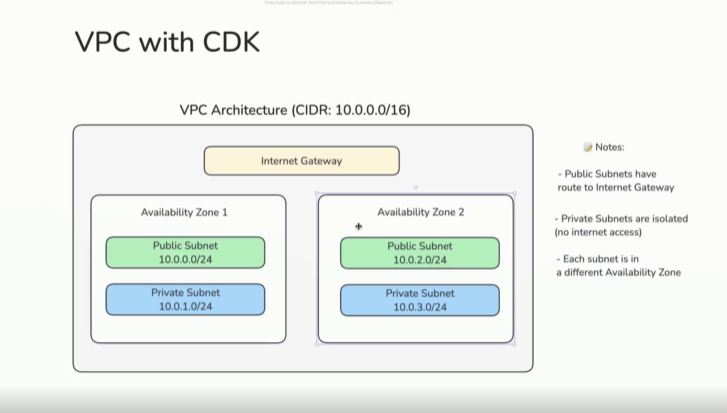 VPC with CDK
VPC Architecture (CIDR: 10.0.0.0/16)
Internet Gateway
Availability Zone 1
Public Subnet
10.0.0.0/24
Private Subnet
10.0.1.0/24
Availability Zone 2
Public Subnet
10.0.2.0/24
Private Subnet
10.0.3.0/24
Notes:
- Public Subnets have
route to Internet Gateway
- Private Subnets are isolated
(no internet access)
- Each subnet is in
a different Availability Zone